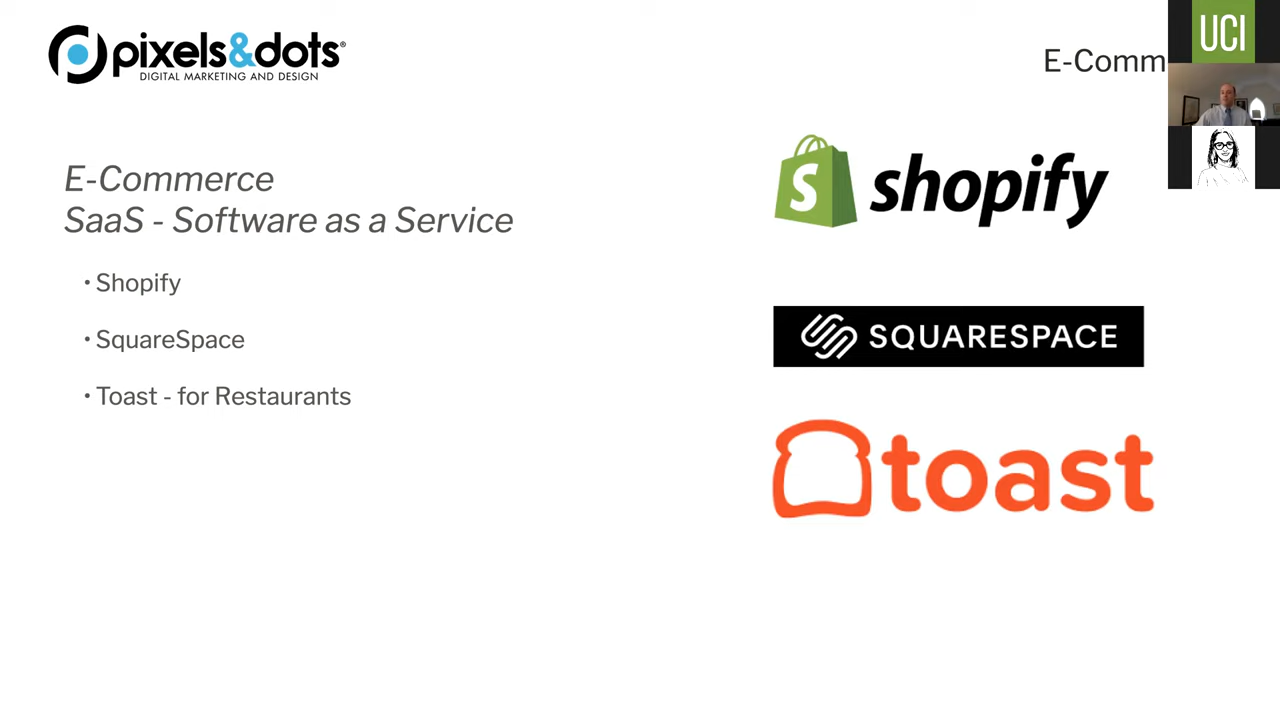 pixels&dots®
DIGITAL MARKETING AND DESIGN
E-Comm
UCI
E-Commerce
SaaS - Software as a Service
• Shopify
• SquareSpace
• Toast - for Restaurants
S shopify
SQUARESPACE
toast